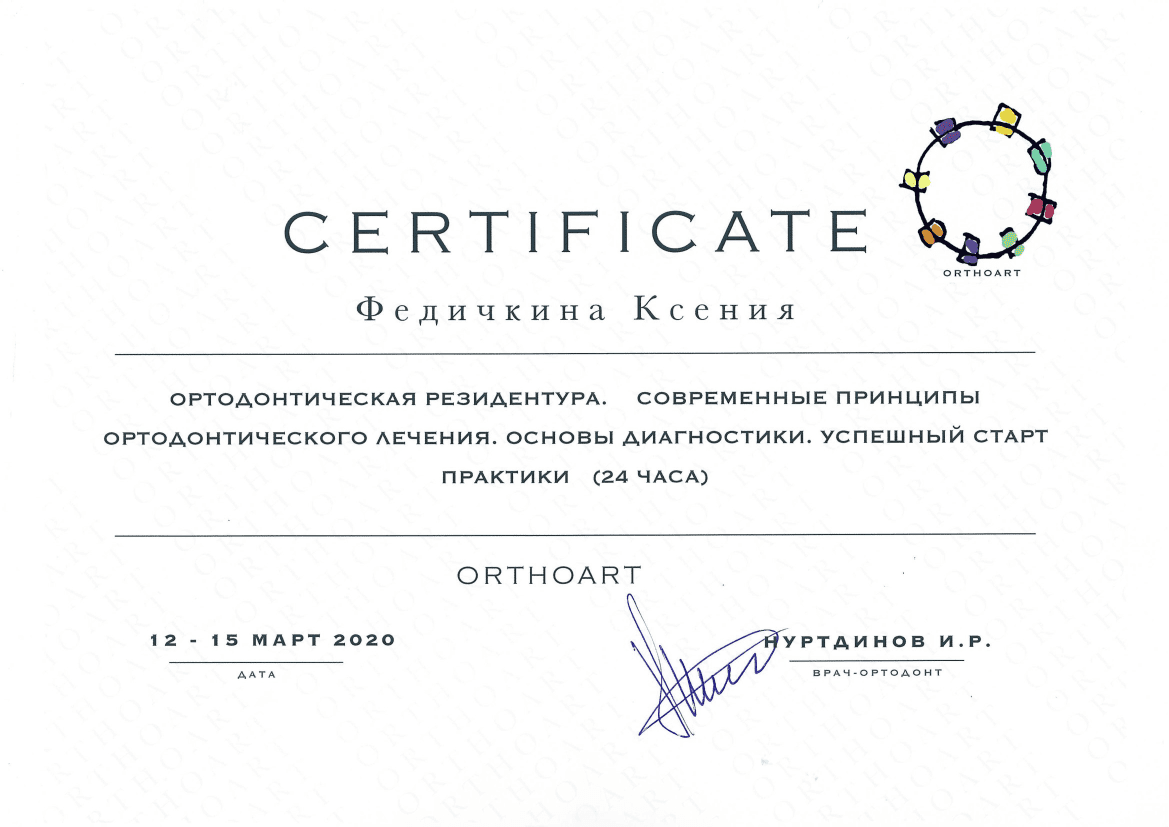 CERTIFICATE
ORTHOART
Федичкина Ксения
ОРТОДОНТИЧЕСКАЯ РЕЗИДЕНТУРА. СОВРЕМЕННЫЕ ПРИНЦИПЫ
ОРТОДОНТИЧЕСКОГО ЛЕЧЕНИЯ. ОСНОВЫ ДИАГНОСТИКИ. УСПЕШНЫЙ СТАРТ
ПРАКТИКИ (24 ЧАСА)
ORTHOART
12 - 15 МАРТ 2020
НУРТДИНОВ И.Р.
ДАТА
ВРАЧ-ОРТОДОНТ